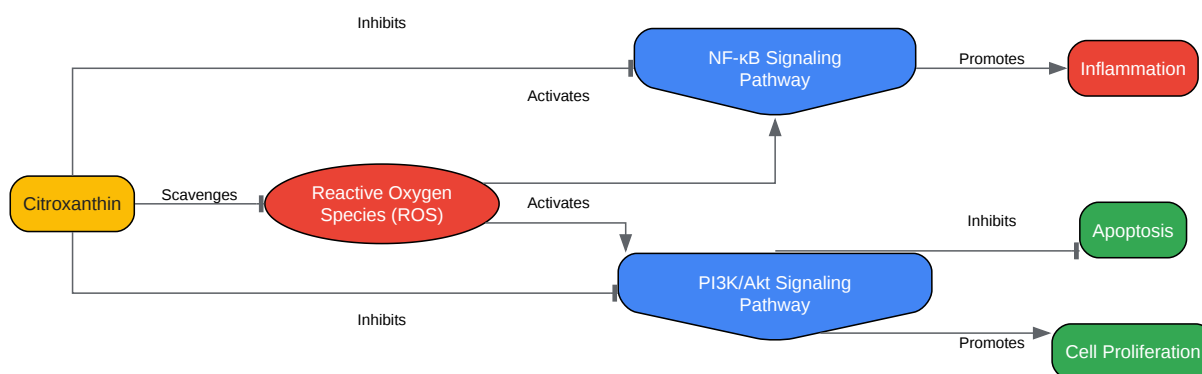 Inhibits
NF-κB Signaling
Pathway
Promotes
Inflammation
Activates
Citroxanthin
Scavenges
Reactive Oxygen
Species (ROS)
Activates
Inhibits
Apoptosis
PI3K/Akt Signaling
Pathway
Inhibits
Promotes
Cell Proliferation